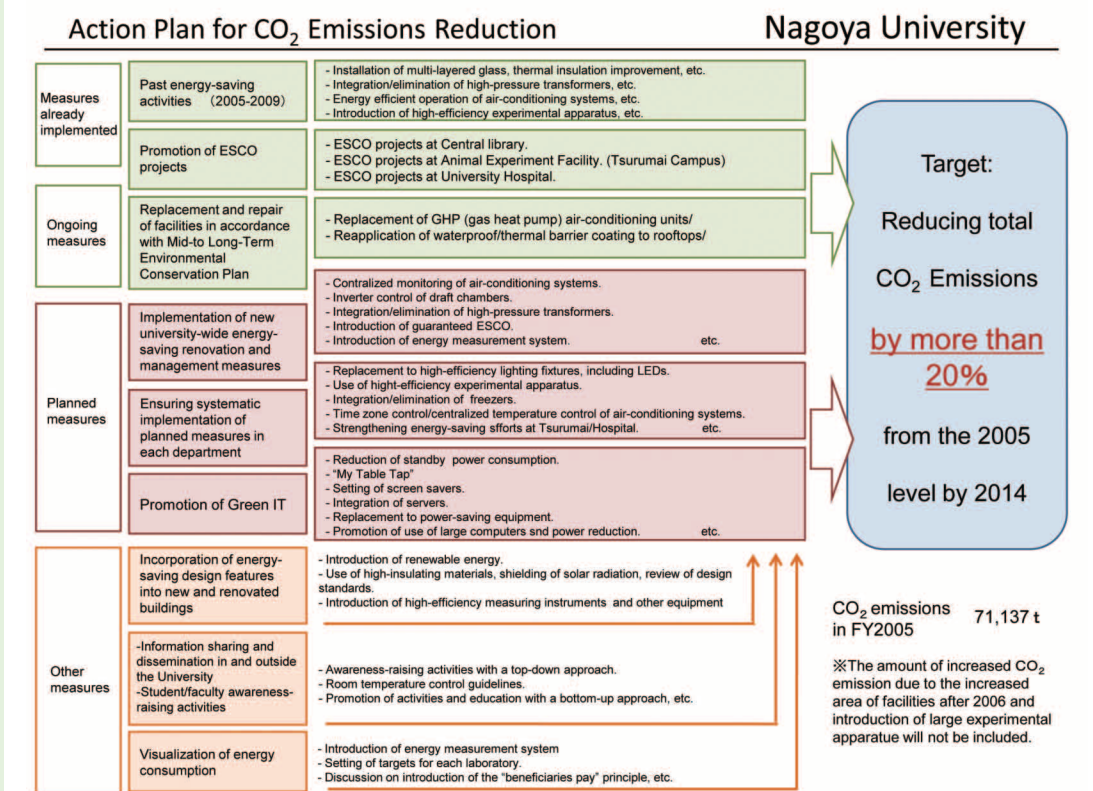 Action Plan for CO₂ Emissions Reduction
Nagoya University
Measures
already
implemented
Past energy-saving
activities （2005-2009）
- Installation of multi-layered glass, thermal insulation improvement, etc.
- Integration/elimination of high-pressure transformers, etc.
- Energy efficient operation of air-conditioning systems, etc.
- Introduction of high-efficiency experimental apparatus, etc.
Promotion of ESCO
projects
- ESCO projects at Central library.
- ESCO projects at Animal Experiment Facility. (Tsurumai Campus)
- ESCO projects at University Hospital.
Ongoing
measures
Replacement and repair
of facilities in accordance
with Mid-to Long-Term
Environmental
Conservation Plan
- Replacement of GHP (gas heat pump) air-conditioning units/
- Reapplication of waterproof/thermal barrier coating to rooftops/
Planned
measures
Implementation of new
university-wide energy-
saving renovation and
management measures
- Contralized monitoring of air-conditioning systems.
- Inverter control of draft chambers.
- Integration/elimination of high-pressure transformers.
- Introduction of guaranteed ESCO.
- Introduction of energy measurement system. etc.
Ensuring systematic
implementation of
planned measures in
each department
- Replacement to high-efficiency lighting fixtures, including LEDs.
- Use of hight-efficiency experimental apparatus.
- Integration/elimination of freezers.
- Time zone control/centralized temperature control of air-conditioning systems.
- Strengthening energy-saving sfforts at Tsurumai/Hospital. etc.
Promotion of Green IT
- Reduction of standby power consumption.
- “My Table Tap”
- Setting of screen savers.
- Integration of servers.
- Replacement to power-saving equipment.
- Promotion of use of large computers snd power reduction. etc.
Other
measures
Incorporation of energy-
saving design features
into new and renovated
buildings
- Introduction of renewable energy.
- Use of high-insulating materials, shielding of solar radiation, review of design
standards.
- Introduction of high-efficiency measuring instruments and other equipment
-Information sharing and
dissemination in and outside
the University
-Student/faculty awareness-
raising activities
- Awareness-raising activities with a top-down approach.
- Room temperature control guidelines.
- Promotion of activities and education with a bottom-up approach, etc.
Visualization of energy
consumption
- Introduction of energy measurement system
- Setting of targets for each laboratory.
- Discussion on introduction of the “beneficiaries pay” principle, etc.
Target:
Reducing total
CO₂ Emissions
by more than
20%
from the 2005
level by 2014
CO₂ emissions
in FY2005
71,137 t
※The amount of increased CO₂
emission due to the increased
area of facilities after 2006 and
introduction of large experimental
apparatue will not be included.